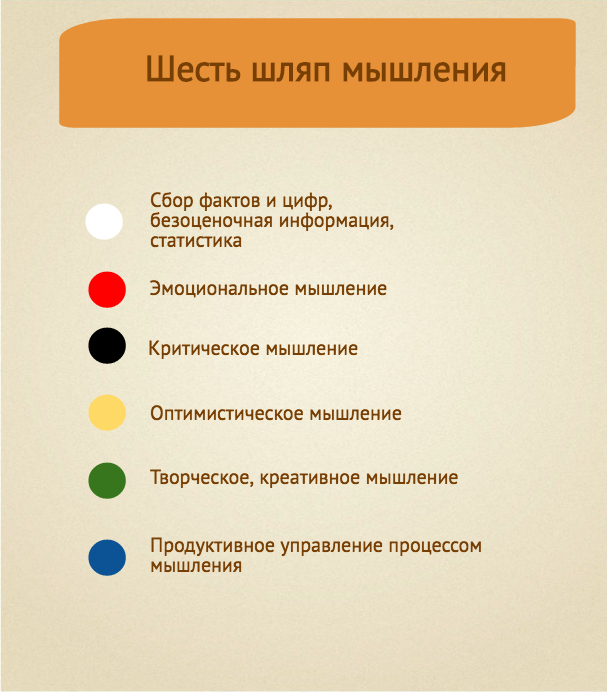 Шесть шляп мышления
Сбор фактов и цифр,
безоценочная информация,
статистика
Эмоциональное мышление
Критическое мышление
Оптимистическое мышление
Творческое, креативное мышление
Продуктивное управление процессом
мышления